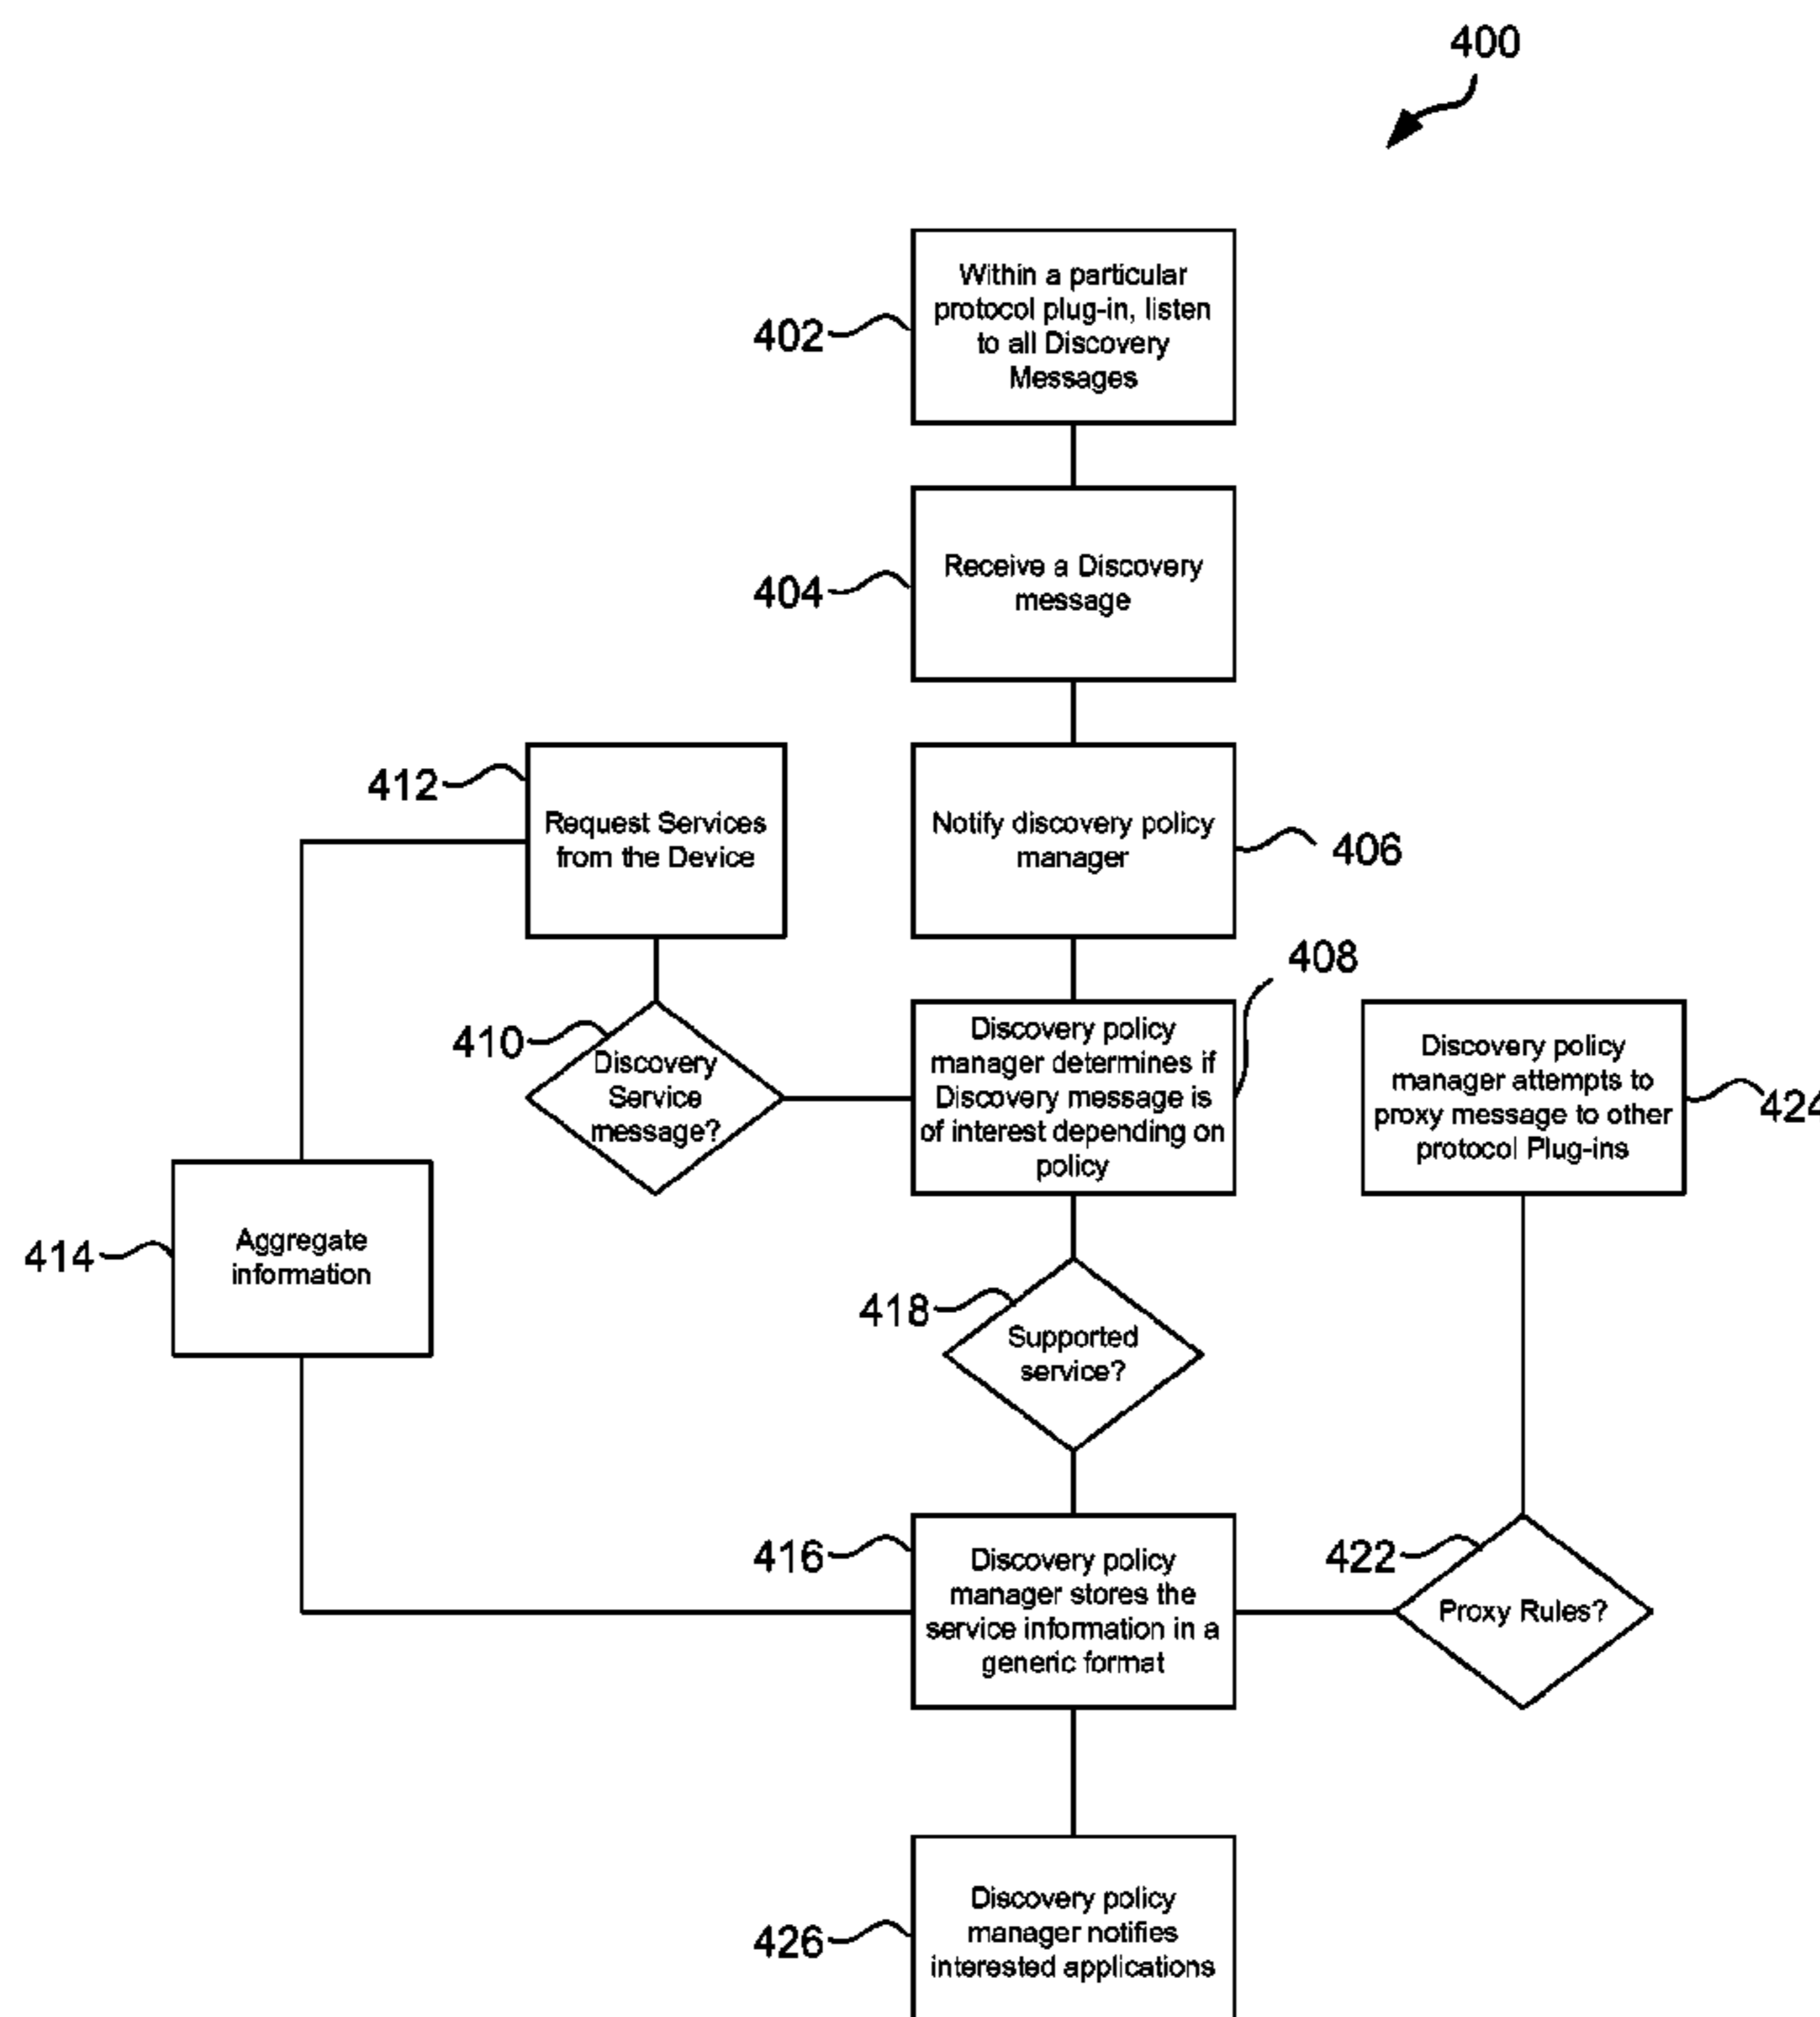 400
Within a particular
protocol plug-in, listen
to all Discovery
Messages
402
Receive a Discovery
message
404
412
Request Services
from the Device
Notify discovery policy
manager
406
408
410
Discovery
Service
message?
Discovery policy
manager determines if
Discovery message is
of interest depending on
policy
Discovery policy
manager attempts to
proxy message to other
protocol Plug-ins
424
414
Aggregate
information
418
Supported
service?
416
Discovery policy
manager stores the
service information in a
generic format
422
Proxy Rules?
426
Discovery policy
manager notifies
interested applications